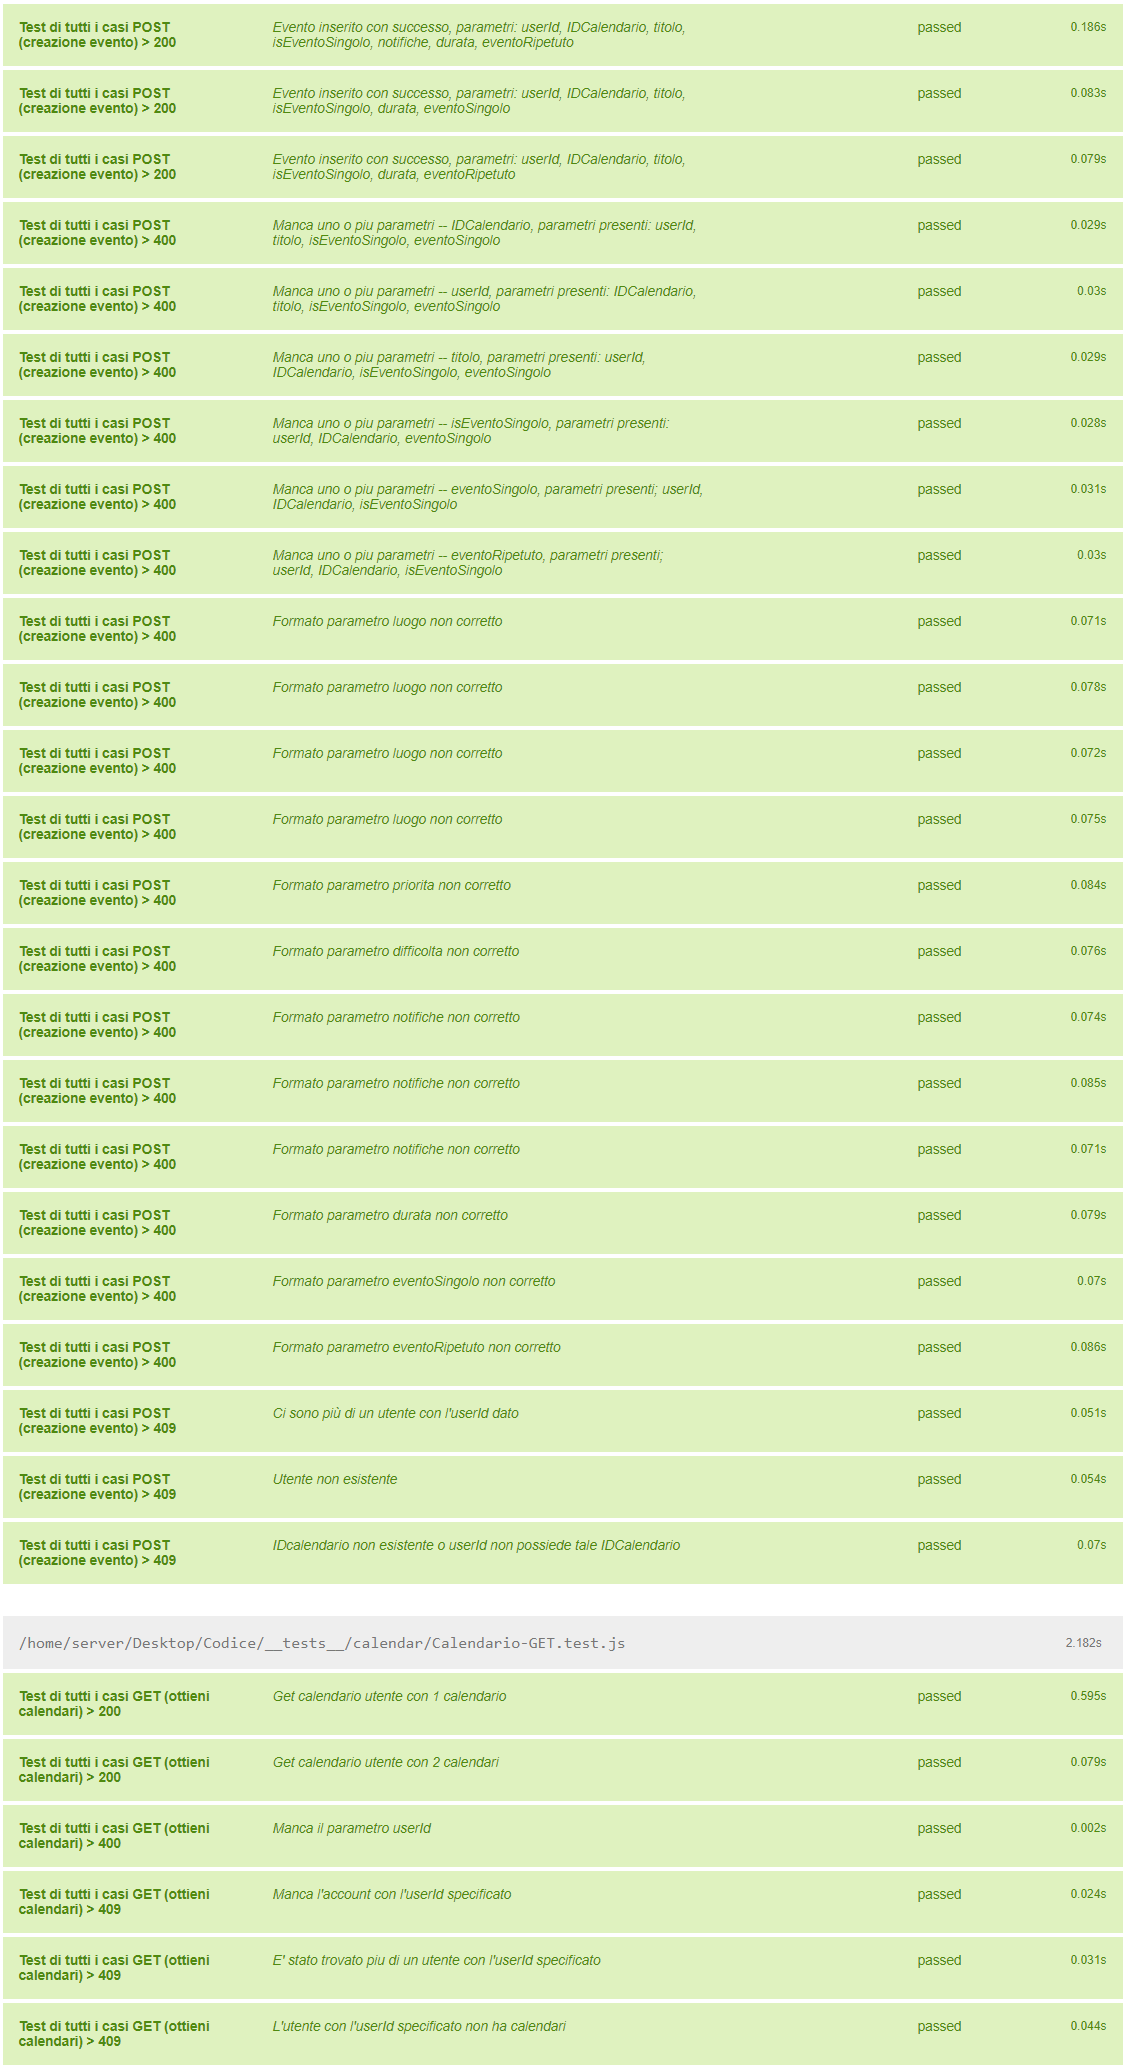 Test di tutti i casi POST
(creazione evento) > 200
Evento inserito con successo, parametri: userId, IDCalendario, titolo,
isEventoSingolo, notifiche, durata, eventoRipetuto
passed
0.186s
Test di tutti i casi POST
(creazione evento) > 200
Evento inserito con successo, parametri: userId, IDCalendario, titolo,
isEventoSingolo, durata, eventoSingolo
passed
0.083s
Test di tutti i casi POST
(creazione evento) > 200
Evento inserito con successo, parametri: userId, IDCalendario, titolo,
isEventoSingolo, durata, eventoRipetuto
passed
0.079s
Test di tutti i casi POST
(creazione evento) > 400
Manca uno o piu parametri -- IDCalendario, parametri presenti: userId,
titolo, isEventoSingolo, eventoSingolo
passed
0.029s
Test di tutti i casi POST
(creazione evento) > 400
Manca uno o piu parametri -- userId, parametri presenti: IDCalendario,
titolo, isEventoSingolo, eventoSingolo
passed
0.03s
Test di tutti i casi POST
(creazione evento) > 400
Manca uno o piu parametri -- titolo, parametri presenti: userId,
IDCalendario, isEventoSingolo, eventoSingolo
passed
0.029s
Test di tutti i casi POST
(creazione evento) > 400
Manca uno o piu parametri -- isEventoSingolo, parametri presenti:
userId, IDCalendario, eventoSingolo
passed
0.028s
Test di tutti i casi POST
(creazione evento) > 400
Manca uno o piu parametri -- eventoSingolo, parametri presenti; userId,
IDCalendario, isEventoSingolo
passed
0.031s
Test di tutti i casi POST
(creazione evento) > 400
Manca uno o piu parametri -- eventoRipetuto, parametri presenti;
userId, IDCalendario, isEventoSingolo
passed
0.03s
Test di tutti i casi POST
(creazione evento) > 400
Formato parametro luogo non corretto
passed
0.071s
Test di tutti i casi POST
(creazione evento) > 400
Formato parametro luogo non corretto
passed
0.078s
Test di tutti i casi POST
(creazione evento) > 400
Formato parametro luogo non corretto
passed
0.072s
Test di tutti i casi POST
(creazione evento) > 400
Formato parametro luogo non corretto
passed
0.075s
Test di tutti i casi POST
(creazione evento) > 400
Formato parametro priorita non corretto
passed
0.084s
Test di tutti i casi POST
(creazione evento) > 400
Formato parametro difficolta non corretto
passed
0.076s
Test di tutti i casi POST
(creazione evento) > 400
Formato parametro notifiche non corretto
passed
0.074s
Test di tutti i casi POST
(creazione evento) > 400
Formato parametro notifiche non corretto
passed
0.085s
Test di tutti i casi POST
(creazione evento) > 400
Formato parametro notifiche non corretto
passed
0.071s
Test di tutti i casi POST
(creazione evento) > 400
Formato parametro durata non corretto
passed
0.079s
Test di tutti i casi POST
(creazione evento) > 400
Formato parametro eventoSingolo non corretto
passed
0.07s
Test di tutti i casi POST
(creazione evento) > 400
Formato parametro eventoRipetuto non corretto
passed
0.086s
Test di tutti i casi POST
(creazione evento) > 409
Ci sono più di un utente con l'userId dato
passed
0.051s
Test di tutti i casi POST
(creazione evento) > 409
Utente non esistente
passed
0.054s
Test di tutti i casi POST
(creazione evento) > 409
IDcalendario non esistente o userId non possiede tale IDCalendario
passed
0.07s
/home/server/Desktop/Codice/__tests__/calendar/Calendario-GET.test.js
2.182s
Test di tutti i casi GET (ottieni
calendari) > 200
Get calendario utente con 1 calendario
passed
0.595s
Test di tutti i casi GET (ottieni
calendari) > 200
Get calendario utente con 2 calendari
passed
0.079s
Test di tutti i casi GET (ottieni
calendari) > 400
Manca il parametro userId
passed
0.002s
Test di tutti i casi GET (ottieni
calendari) > 409
Manca l'account con l'userId specificato
passed
0.024s
Test di tutti i casi GET (ottieni
calendari) > 409
E' stato trovato piu di un utente con l'userId specificato
passed
0.031s
Test di tutti i casi GET (ottieni
calendari) > 409
L'utente con l'userId specificato non ha calendari
passed
0.044s